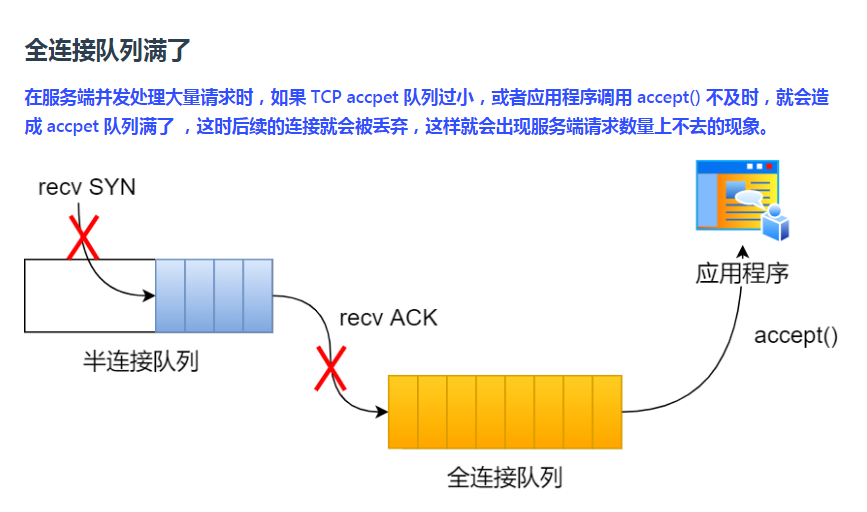 全连接队列满了
在服务端并发处理大量请求时，如果 TCP accpet 队列过小，或者应用程序调用 accept() 不及时，就会造
成 accpet 队列满了 ，这时后续的连接就会被丢弃，这样就会出现服务端请求数量上不去的现象。
recv SYN
应用程序
recv ACK
accept()
半连接队列
全连接队列